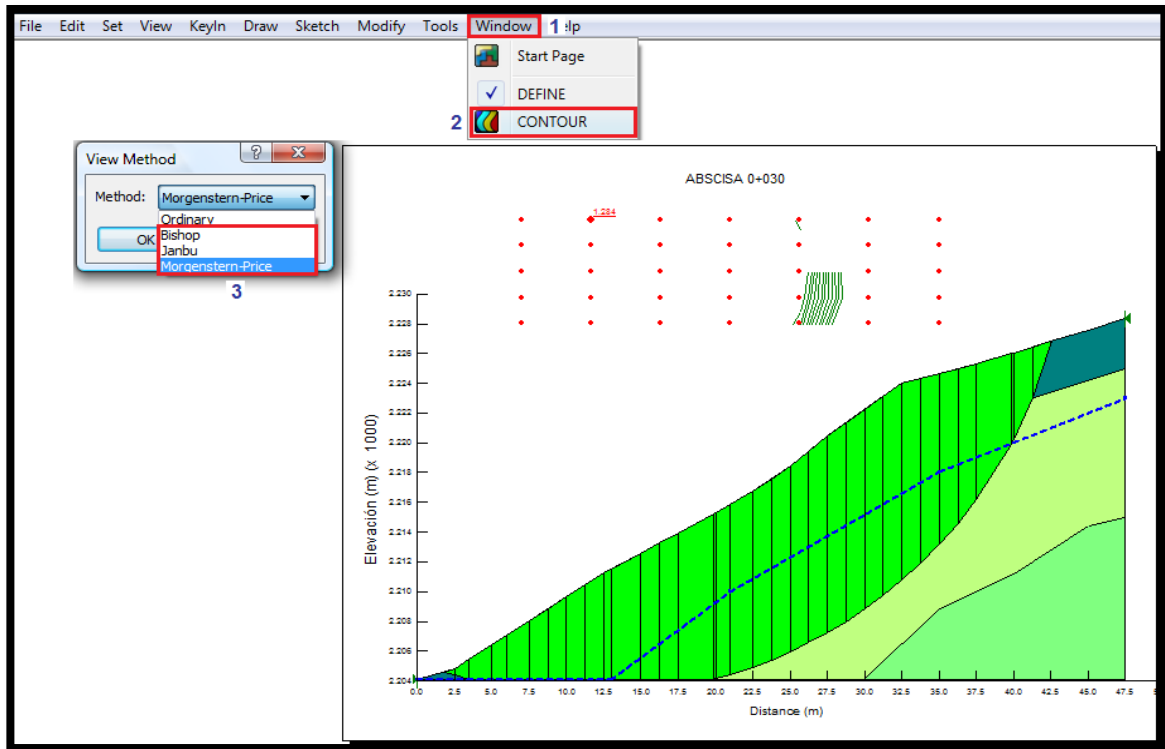 File Edit Set View KeyIn Draw Sketch Modify Tools Window 1 lp
Start Page
DEFINE
2 CONTOUR
View Method
Method: Morgenstern-Price
Ordinary
OK Bishop
Janbu
Morgenstern-Price
3
ABSCISA 0+030
1.284
2.230
2.228
2.226
2.224
2.222
2.220
2.218
2.216
2.214
2.212
2.210
2.208
2.206
2.204
Elevación (m) (x 1000)
0.0 2.5 5.0 7.5 10.0 12.5 15.0 17.5 20.0 22.5 25.0 27.5 30.0 32.5 35.0 37.5 40.0 42.5 45.0 47.5
Distance (m)